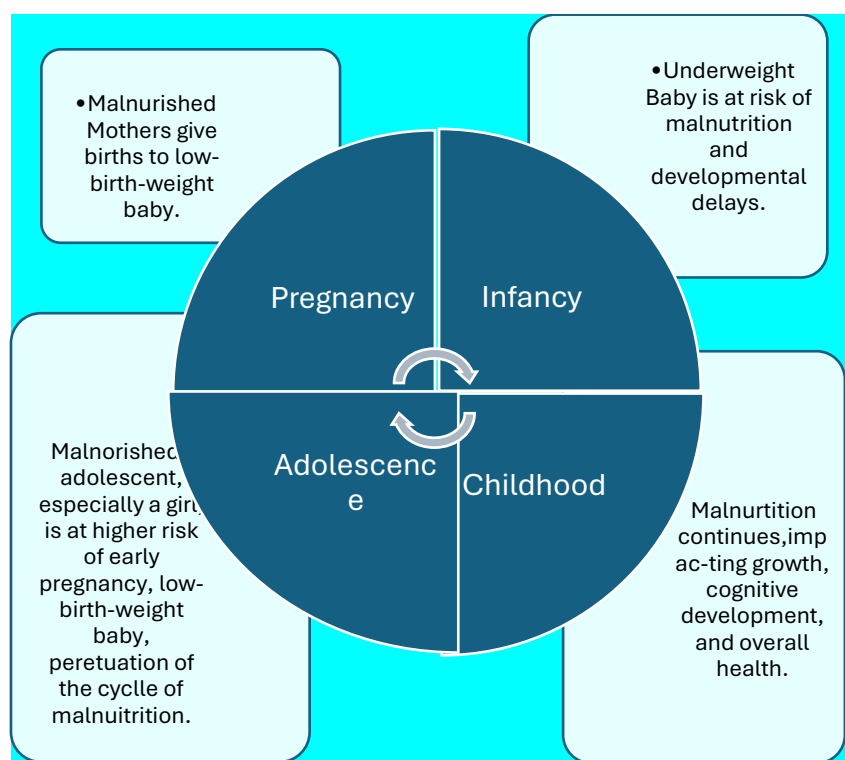 •Malnurished
Mothers give
births to low-
birth-weight
baby.
•Underweight
Baby is at risk of
malnutrition
and
developmental
delays.
Pregnancy
Infancy
Adolescenc
e
Childhood
Malnorished
adolescent,
especially a girl,
is at higher risk
of early
pregnancy, low-
birth-weight
baby,
peretuation of
the cyclle of
malnuitrition.
Malnurtition
continues,imp
ac-ting growth,
cognitive
development,
and overall
health.